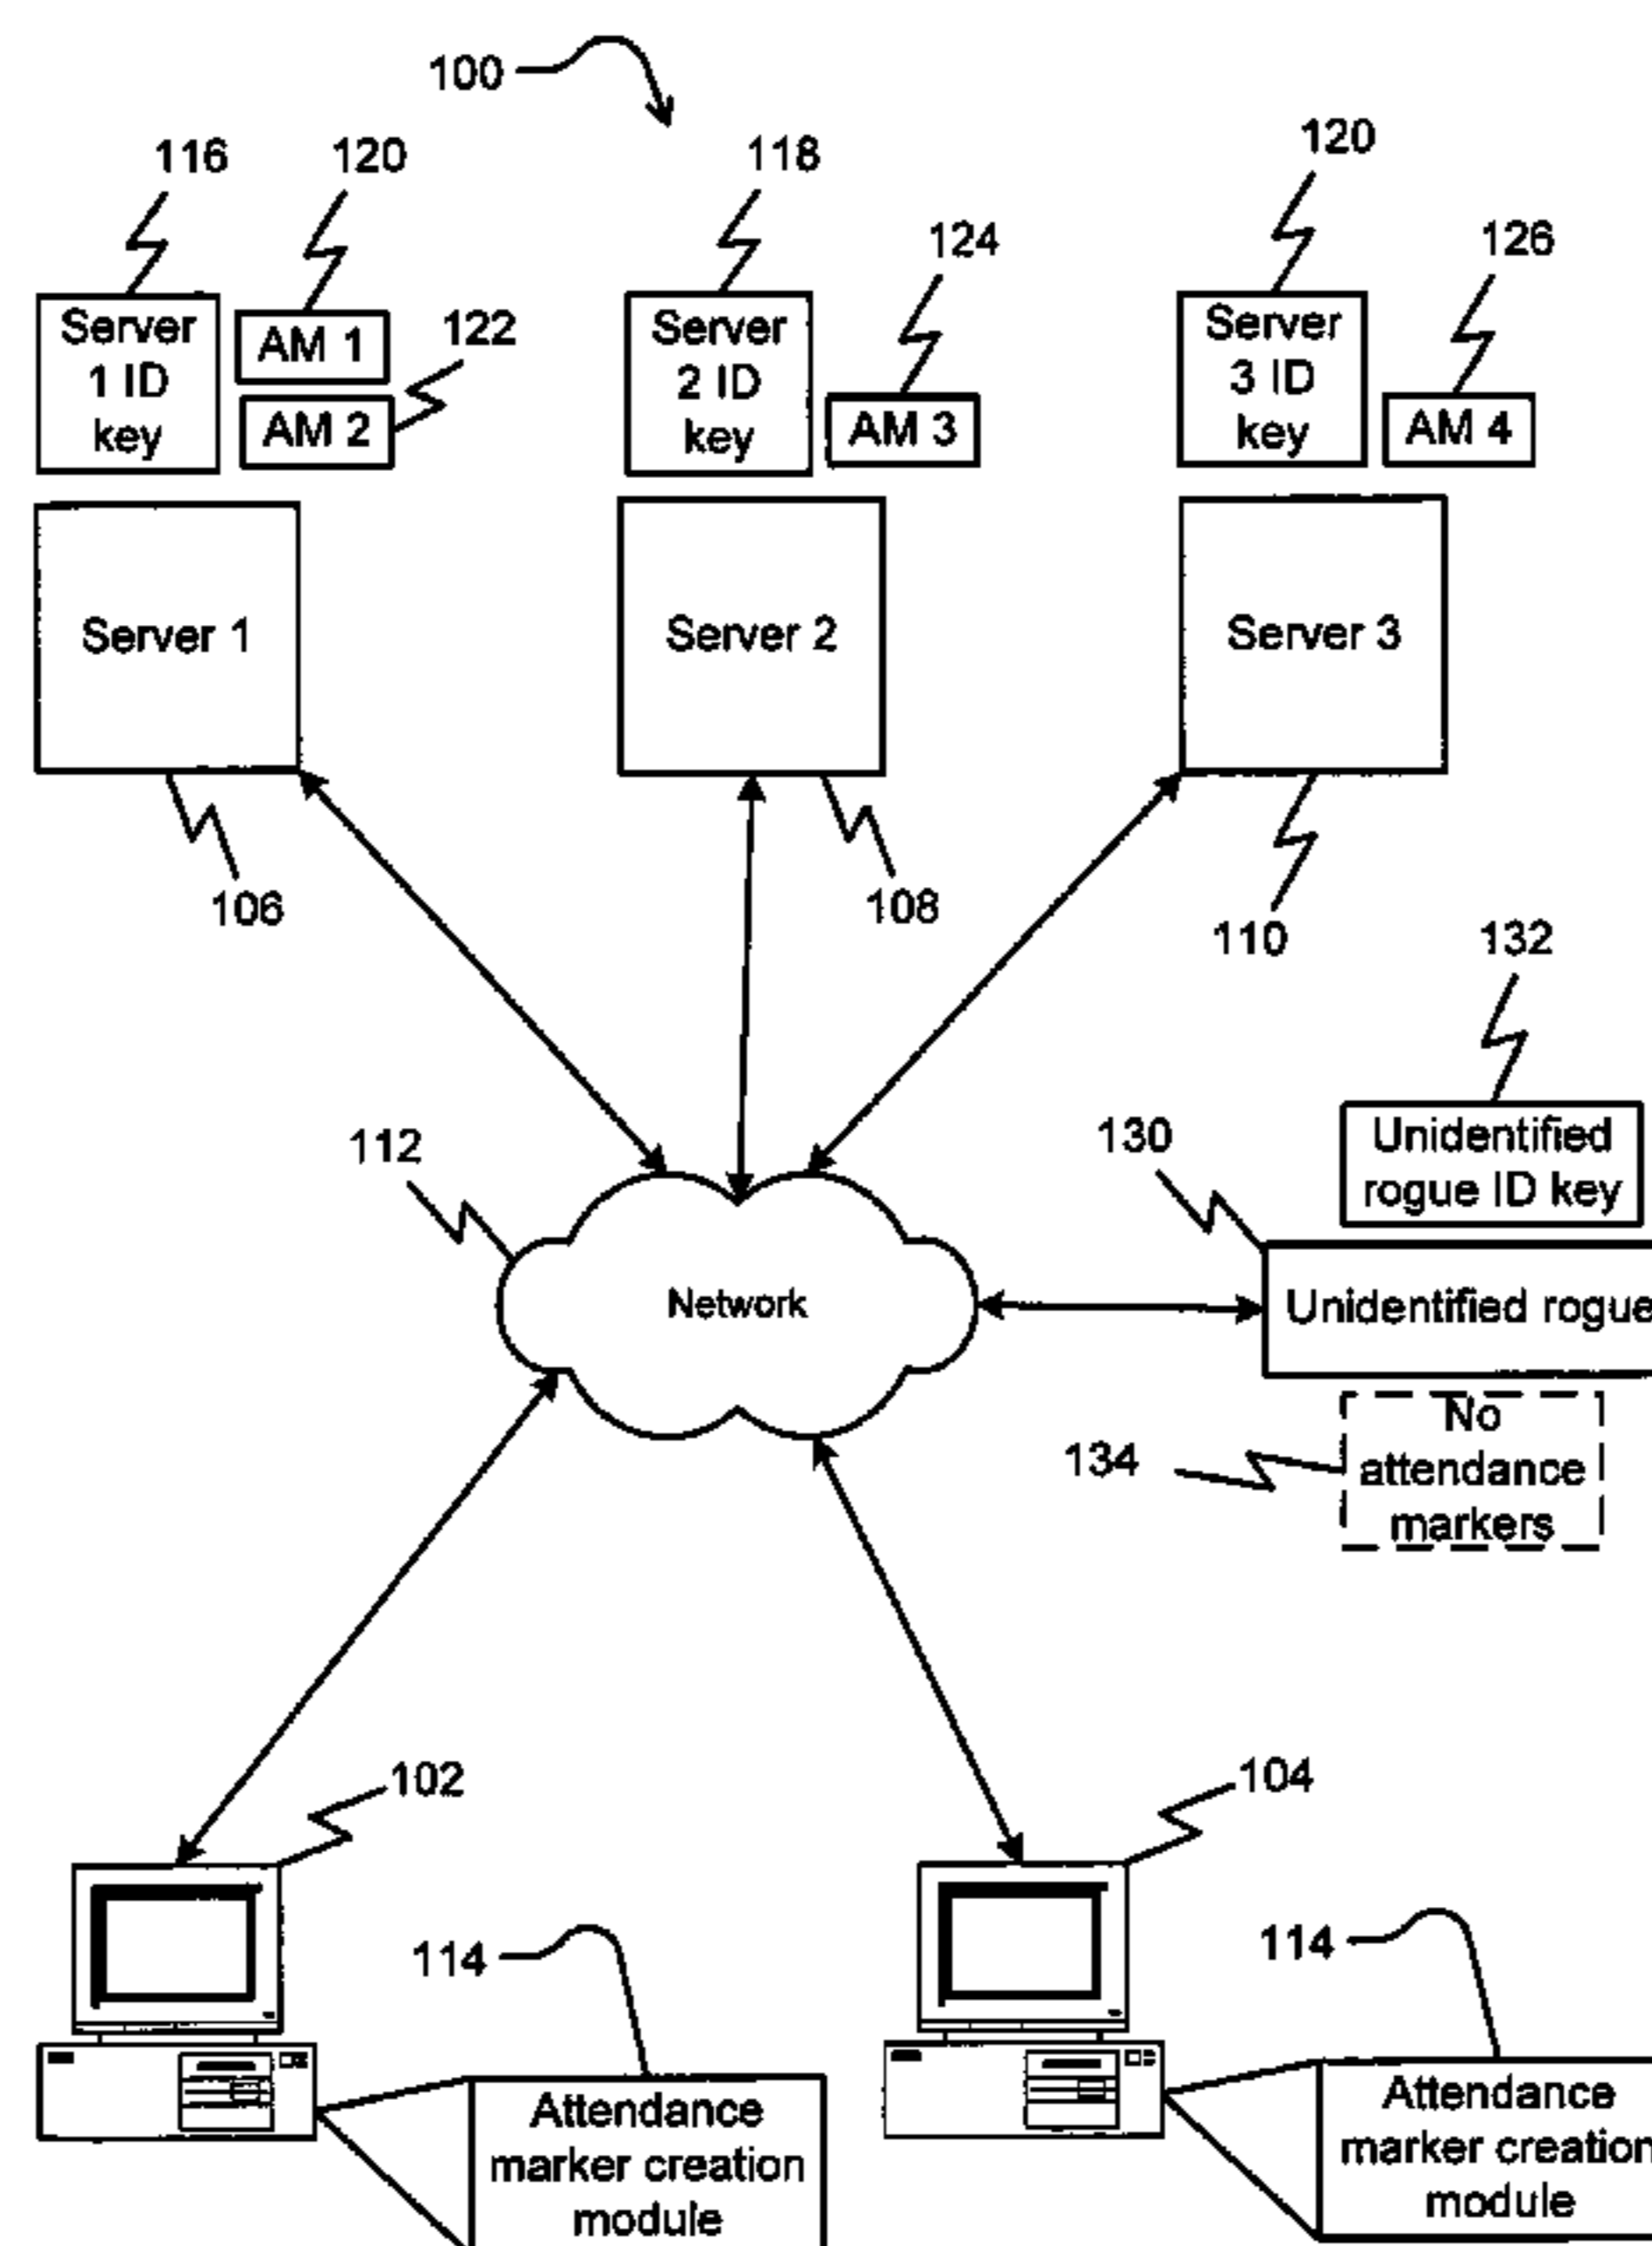 100
116
120
118
120
124
126
Server
1 ID
key
AM 1
AM 2
122
Server
2 ID
key
AM 3
Server
3 ID
key
AM 4
Server 1
Server 2
Server 3
106
108
110
132
112
130
Unidentified
rogue ID key
Network
Unidentified rogue
134
No
attendance
markers
102
104
114
114
Attendance
marker creation
module
Attendance
marker creation
module